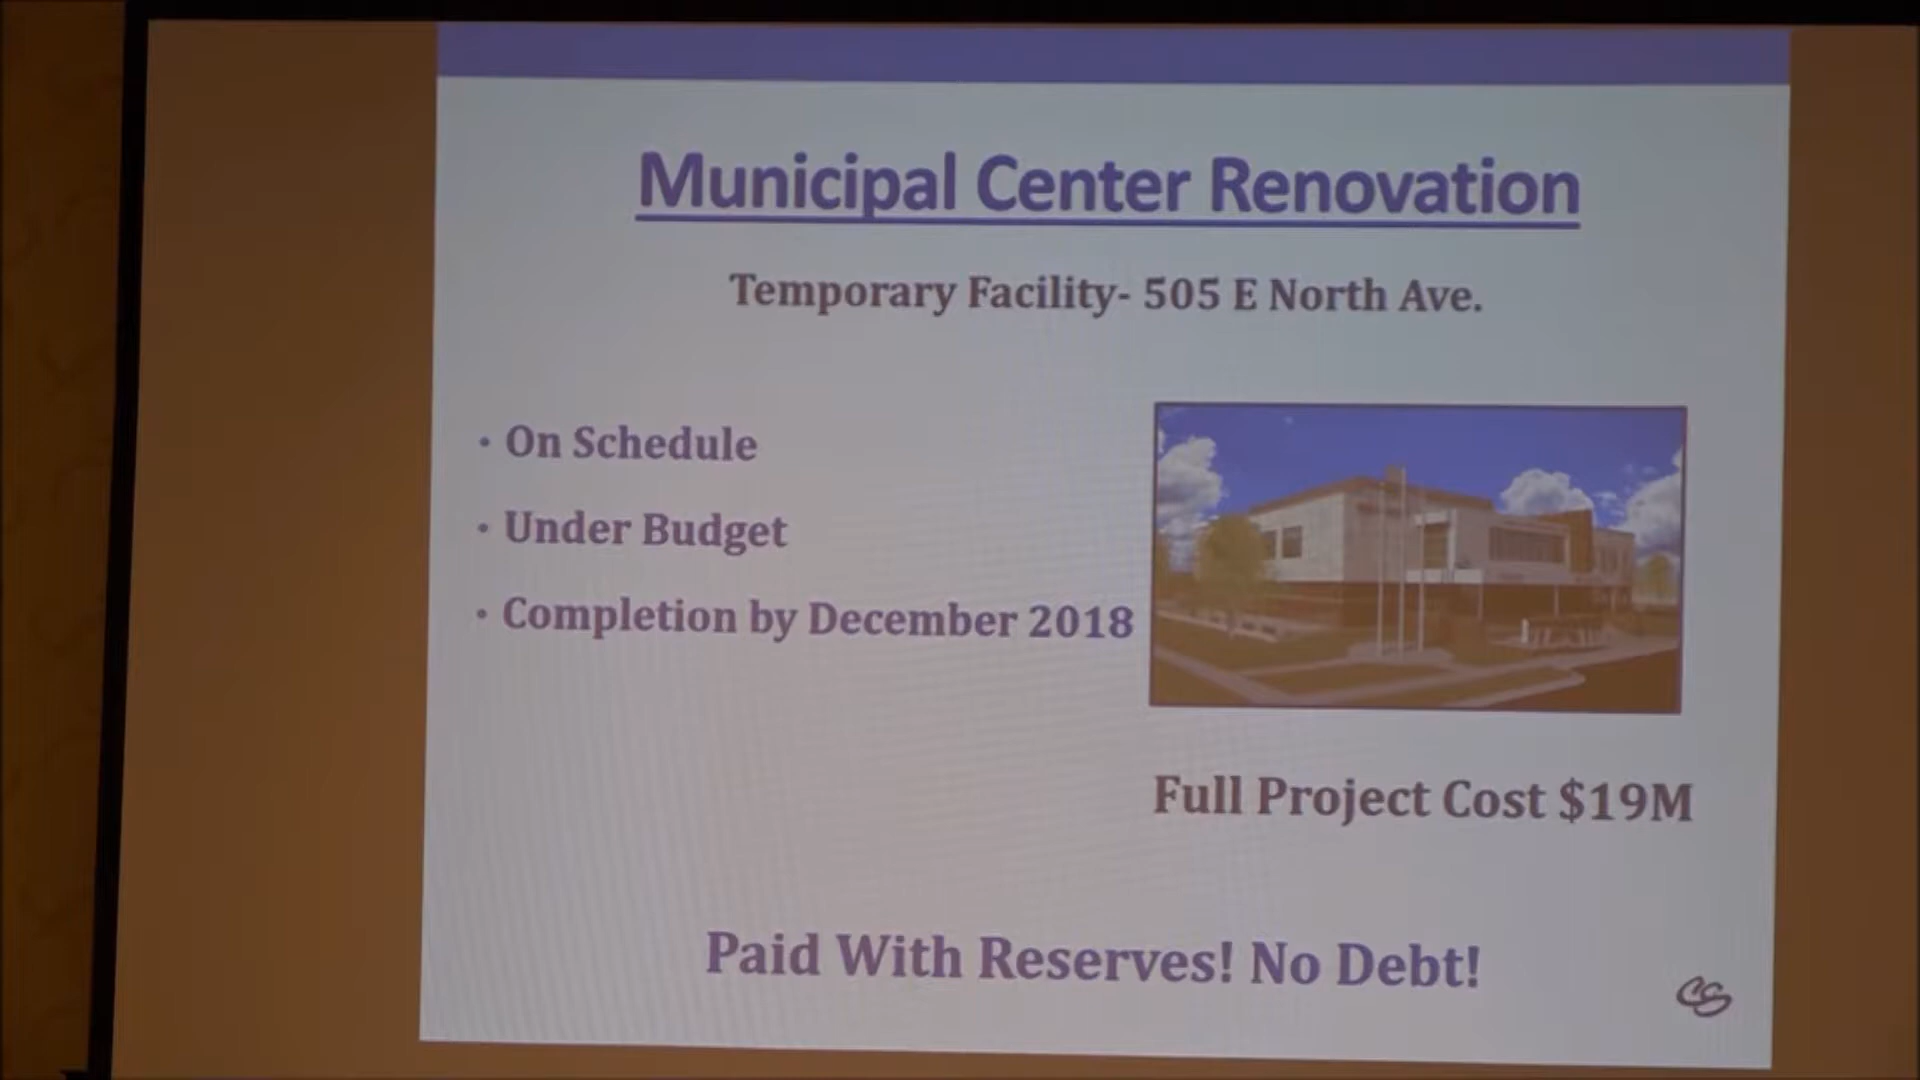 Municipal Center Renovation
Temporary Facility- 505 E North Ave.
• On Schedule
• Under Budget
• Completion by December 2018
Full Project Cost $19M
Paid With Reserves! No Debt!
CS